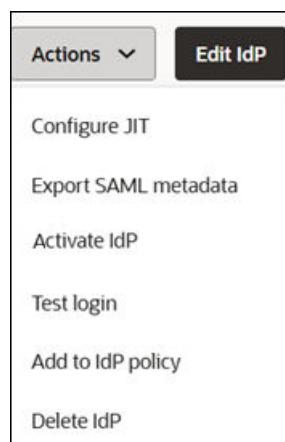 Actions
Edit IdP
Configure JIT
Export SAML metadata
Activate IdP
Test login
Add to IdP policy
Delete IdP